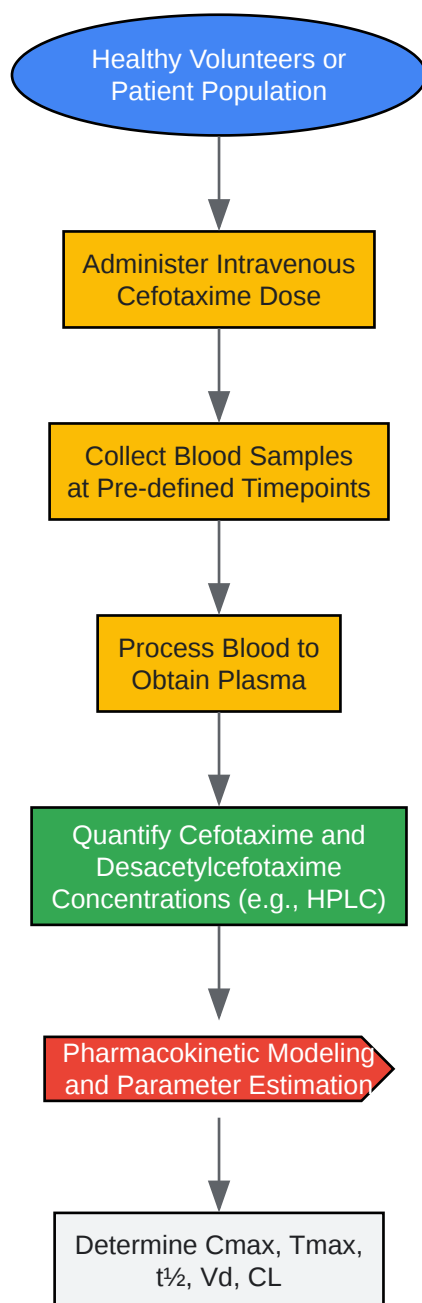 Healthy Volunteers or
Patient Population
Administer Intravenous
Cefotaxime Dose
Collect Blood Samples
at Pre-defined Timepoints
Process Blood to
Obtain Plasma
Quantify Cefotaxime and
Desacetylcefotaxime
Concentrations (e.g., HPLC)
Pharmacokinetic Modeling
and Parameter Estimation
Determine Cmax, Tmax,
t½, Vd, CL